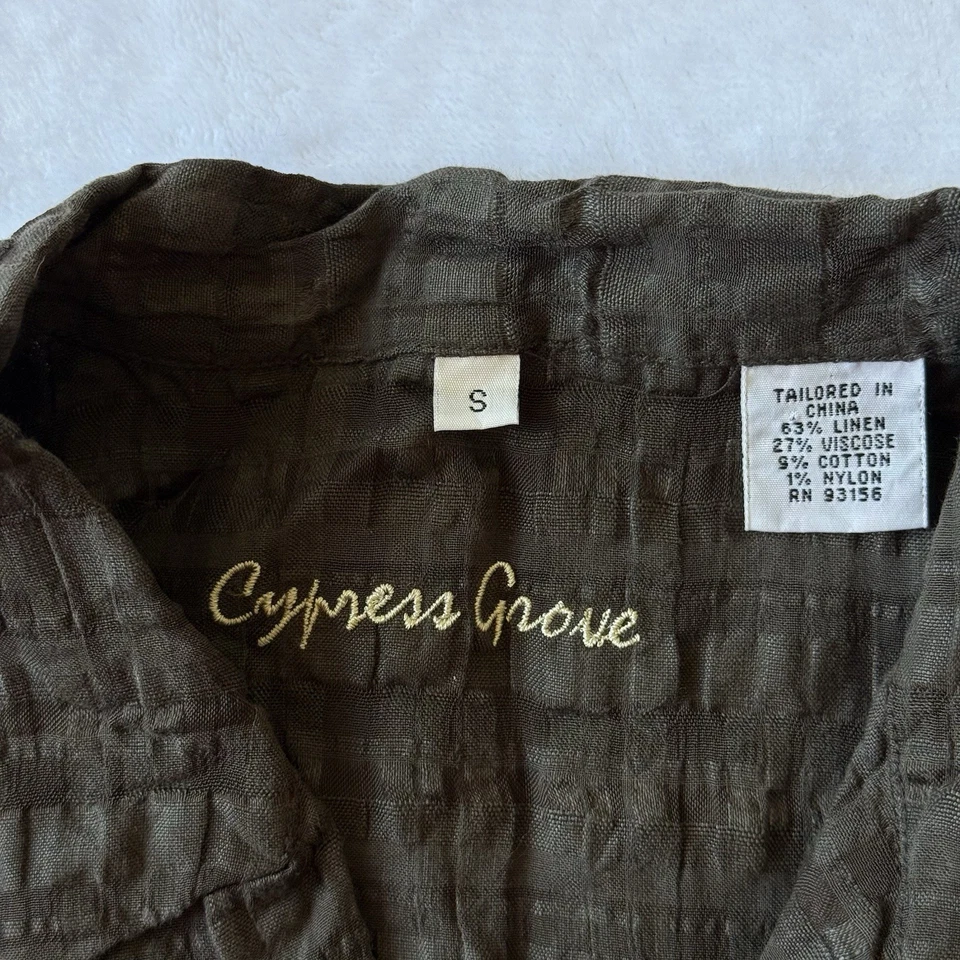 S
TAILORED IN
CHINA
63% LINEN
27% VISCOSE
9% COTTON
1% NYLON
RN 93156
Cypress Grove